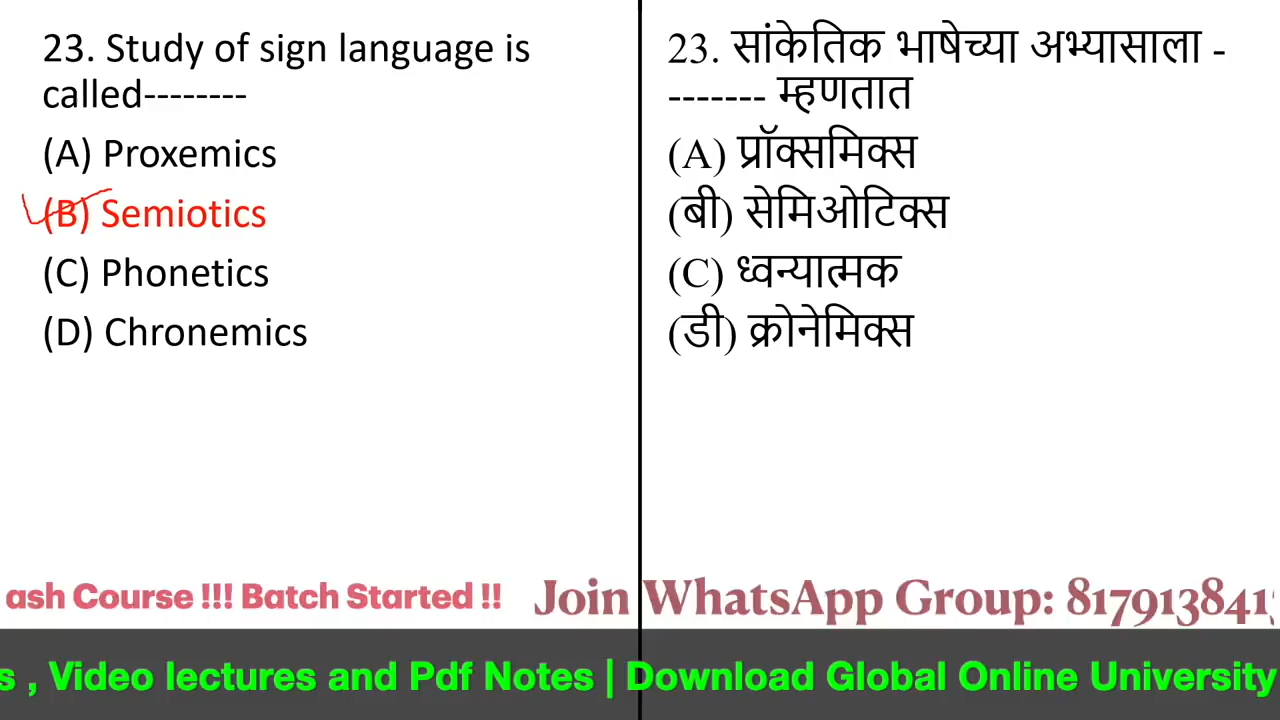 23. Study of sign language is
called--------
(A) Proxemics
(B) Semiotics
(C) Phonetics
(D) Chronemics
23. सांकेतिक भाषेच्या अभ्यासाला -
------- म्हणतात
(A) प्रॉक्समिक्स
(बी) सेमिओटिक्स
(C) ध्वन्यात्मक
(डी) क्रोनेमिक्स
ash Course !!! Batch Started !! Join WhatsApp Group: 817913841
s , Video lectures and Pdf Notes | Download Global Online University